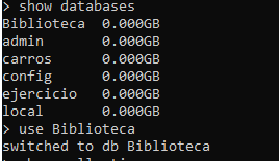 > show databases
Biblioteca  0.000GB
admin       0.000GB
carros      0.000GB
config      0.000GB
ejercicio   0.000GB
local       0.000GB
> use Biblioteca
switched to db Biblioteca